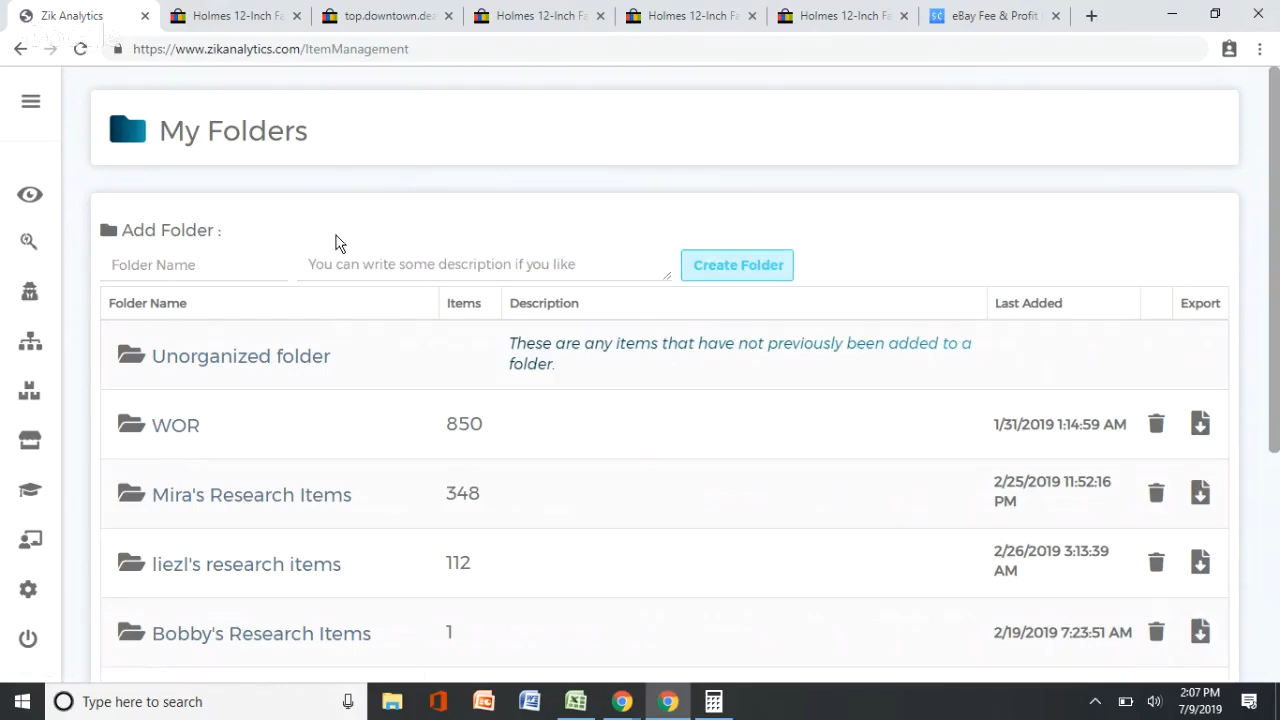 Zik Analytics
Holmes 12-Inch Fa
top.downtown.dea
Holmes 12-Inch Fa
Holmes 12-Inch F
Holmes 12-Inch Fa
eBay Fee & Profit
https://www.zikanalytics.com/ItemManagement
My Folders
Add Folder :
Folder Name
You can write some description if you like
Create Folder
Folder Name Items Description Last Added Export
Unorganized folder
These are any items that have not previously been added to a
folder.
WOR 850 1/31/2019 1:14:59 AM
Mira's Research Items 348 2/25/2019 11:52:16
PM
liezl's research items 112 2/26/2019 3:13:39
AM
Bobby's Research Items 1 2/19/2019 7:23:51 AM
Type here to search
2:07 PM
7/9/2019